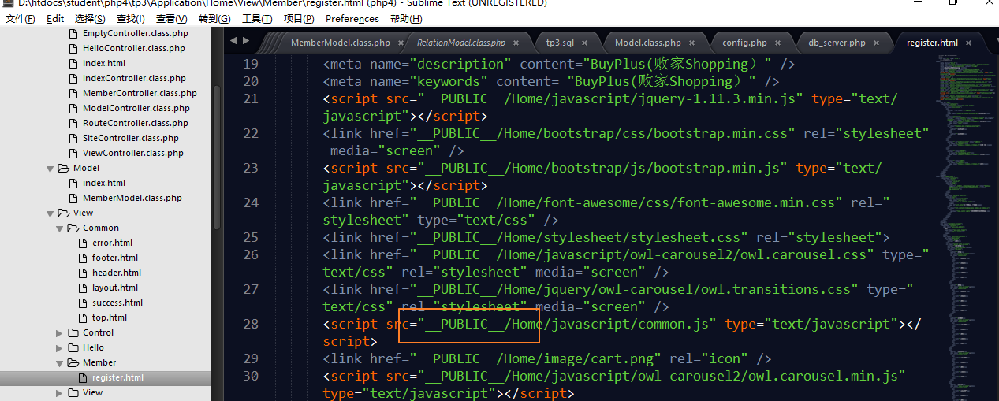 D:\htdocs\student\php4\tp3\Application\Home\View\Member\register.html (php4) - Sublime Text (UNREGISTERED)
文件(F) Edit 选择(S) 查找(I) 查看(V) 转到(G) 工具(T) 项目(P) Preferences 帮助(H)
EmptyController.class.php
HelloController.class.php
index.html
IndexController.class.php
MemberController.class.php
ModelController.class.php
RouteController.class.php
SiteController.class.php
ViewController.class.php
Model
index.html
MemberModel.class.php
View
Common
error.html
footer.html
header.html
layout.html
success.html
top.html
Control
Hello
Member
register.html
View
MemberModel.class.php × RelationModel.class.php × tp3.sql × Model.class.php × config.php × db_server.php × register.html ×
19 <meta name="description" content="BuyPlus(败家Shopping）" />
20 <meta name="keywords" content= "BuyPlus(败家Shopping）" />
21 <script src="__PUBLIC__/Home/javascript/jquery-1.11.3.min.js" type="text/
javascript"></script>
22 <link href="__PUBLIC__/Home/bootstrap/css/bootstrap.min.css" rel="stylesheet"
media="screen" />
23 <script src="__PUBLIC__/Home/bootstrap/js/bootstrap.min.js" type="text/
javascript"></script>
24 <link href="__PUBLIC__/Home/font-awesome/css/font-awesome.min.css" rel="
stylesheet" type="text/css" />
25 <link href="__PUBLIC__/Home/stylesheet/stylesheet.css" rel="stylesheet">
26 <link href="__PUBLIC__/Home/javascript/owl-carousel2/owl.carousel.css" type="
text/css" rel="stylesheet" media="screen" />
27 <link href="__PUBLIC__/Home/jquery/owl-carousel/owl.transitions.css" type="
text/css" rel="stylesheet" media="screen" />
28 <script src="__PUBLIC__/Home/javascript/common.js" type="text/javascript"></
script>
29 <link href="__PUBLIC__/Home/image/cart.png" rel="icon" />
30 <script src="__PUBLIC__/Home/javascript/owl-carousel2/owl.carousel.min.js"
type="text/javascript"></script>